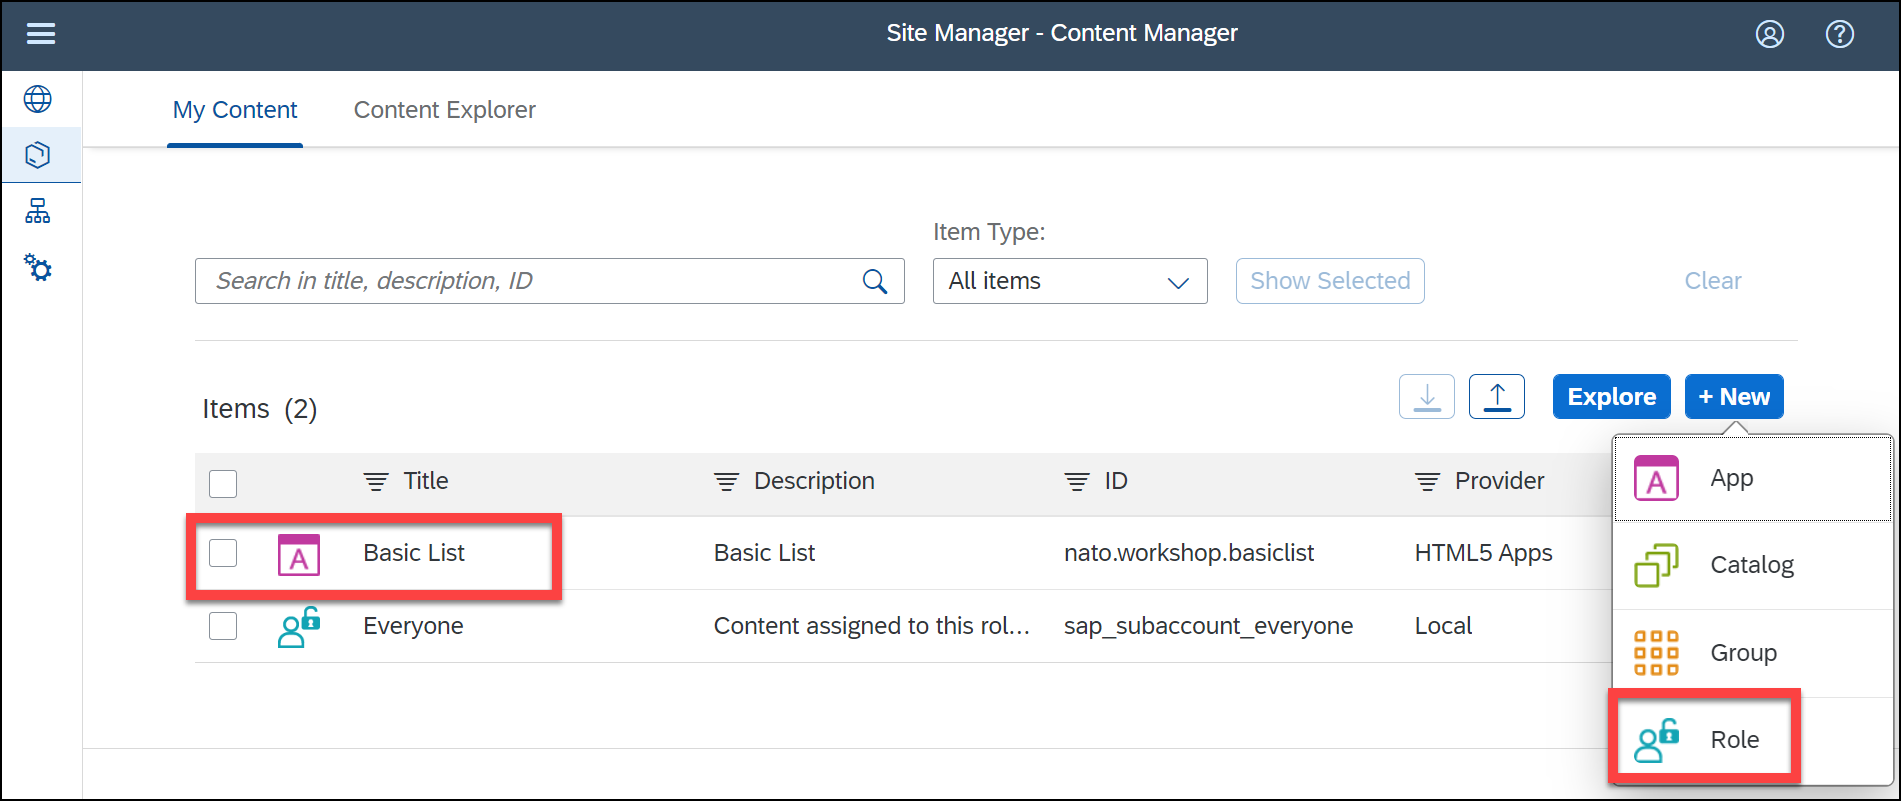 Site Manager - Content Manager
My Content
Content Explorer
Item Type:
Search in title, description, ID
All items
Show Selected
Clear
Items (2)
Explore
+ New
Title
Description
ID
Provider
A
Basic List
Basic List
nato.workshop.basiclist
HTML5 Apps
Everyone
Content assigned to this rol...
sap_subaccount_everyone
Local
A
App
Catalog
Group
Role